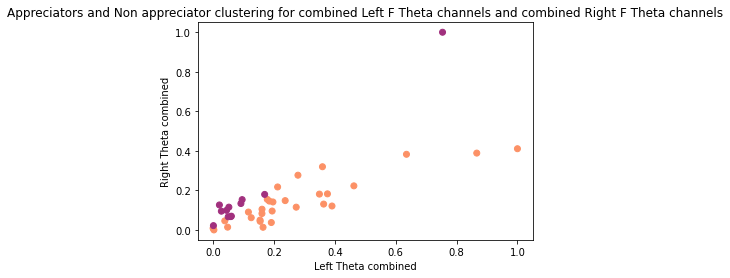 Appreciators and Non appreciator clustering for combined Left F Theta channels and combined Right F Theta channels
1.0
0.8
0.6
0.4
0.2
0.0
Right Theta combined
0.0 0.2 0.4 0.6 0.8 1.0
Left Theta combined